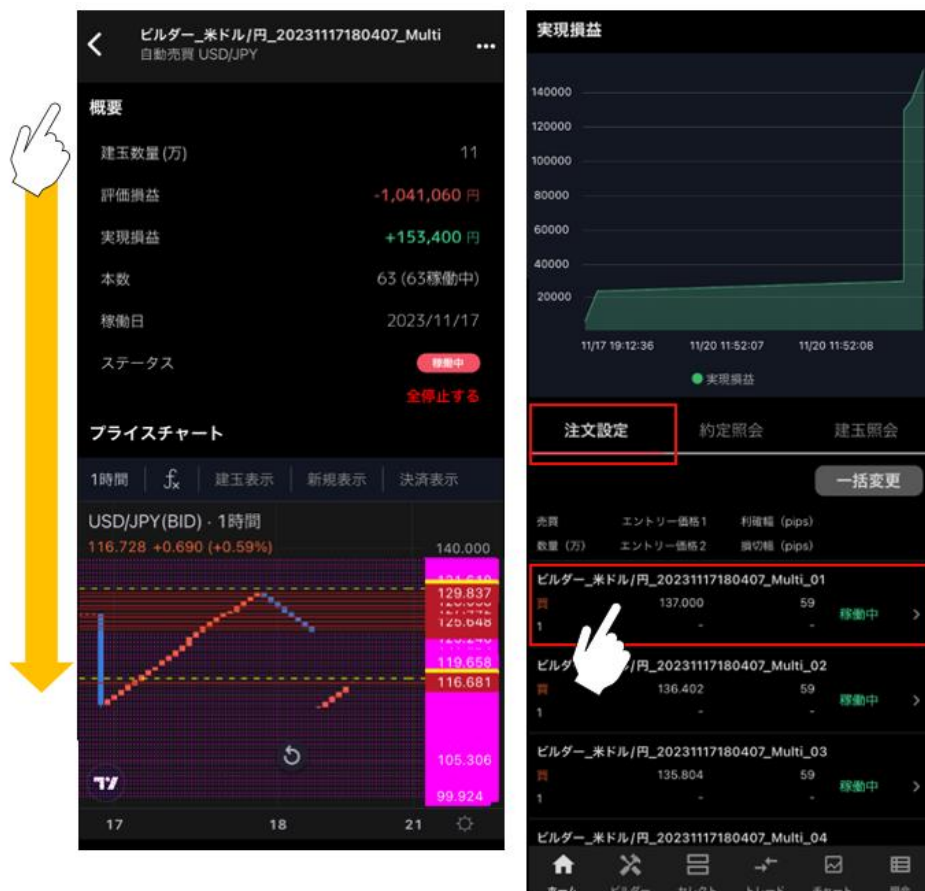 ビルダー_米ドル/円_20231117180407_Multi
自動売買 USD/JPY
概要
建玉数量(万) 11
評価損益 -1,041,060 円
実現損益 +153,400 円
本数 63 (63稼働中)
稼働日 2023/11/17
ステータス 稼働中
全停止する
プライスチャート
1時間 fx 建玉表示 新規表示 決済表示
USD/JPY(BID)・1時間
116.728 +0.690 (+0.59%)
140.000
129.837
125.648
119.658
116.681
105.306
99.924
17 18 21
実現損益
140000
120000
100000
80000
60000
40000
20000
11/17 19:12:36 11/20 11:52:07 11/20 11:52:08
実現損益
注文設定 約定照会 建玉照会
一括変更
売買 エントリー価格1 利確幅 (pips)
数量 (万) エントリー価格2 損切幅 (pips)
ビルダー_米ドル/円_20231117180407_Multi_01
買 137.000 59 稼働中
1 - -
ビルダ ドル/円_20231117180407_Multi_02
買 136.402 59 稼働中
1 - -
ビルダー_米ドル/円_20231117180407_Multi_03
買 135.804 59 稼働中
1 - -
ビルダー_米ドル/円_20231117180407_Multi_04